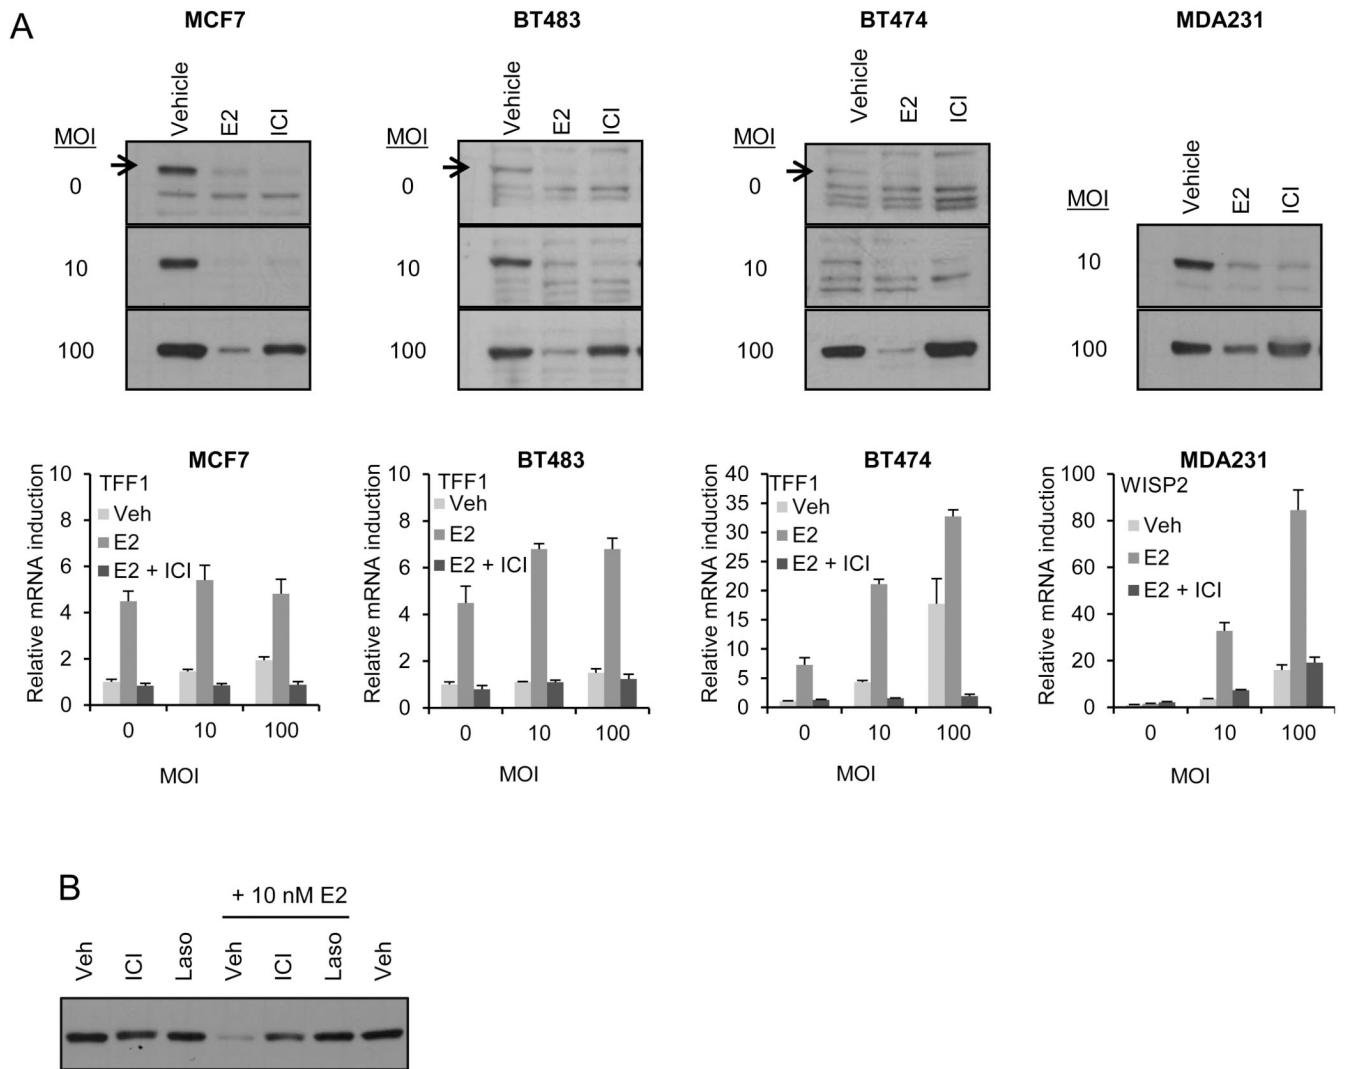 A
MCF7
BT483
BT474
MDA231
Vehicle
E2
ICI
MOI
0
10
100
Vehicle
E2
ICI
MOI
0
10
100
Vehicle
E2
ICI
MOI
0
10
100
Vehicle
E2
ICI
MOI
10
100
MCF7
Relative mRNA induction
10
8
6
4
2
0
TFF1
Veh
E2
E2 + ICI
0 10 100
MOI
BT483
Relative mRNA induction
10
8
6
4
2
0
TFF1
Veh
E2
E2 + ICI
0 10 100
MOI
BT474
Relative mRNA induction
40
35
30
25
20
15
10
5
0
TFF1
Veh
E2
E2 + ICI
0 10 100
MOI
MDA231
Relative mRNA induction
100
80
60
40
20
0
WISP2
Veh
E2
E2 + ICI
0 10 100
MOI
B
+ 10 nM E2
Veh
ICI
Laso
Veh
ICI
Laso
Veh